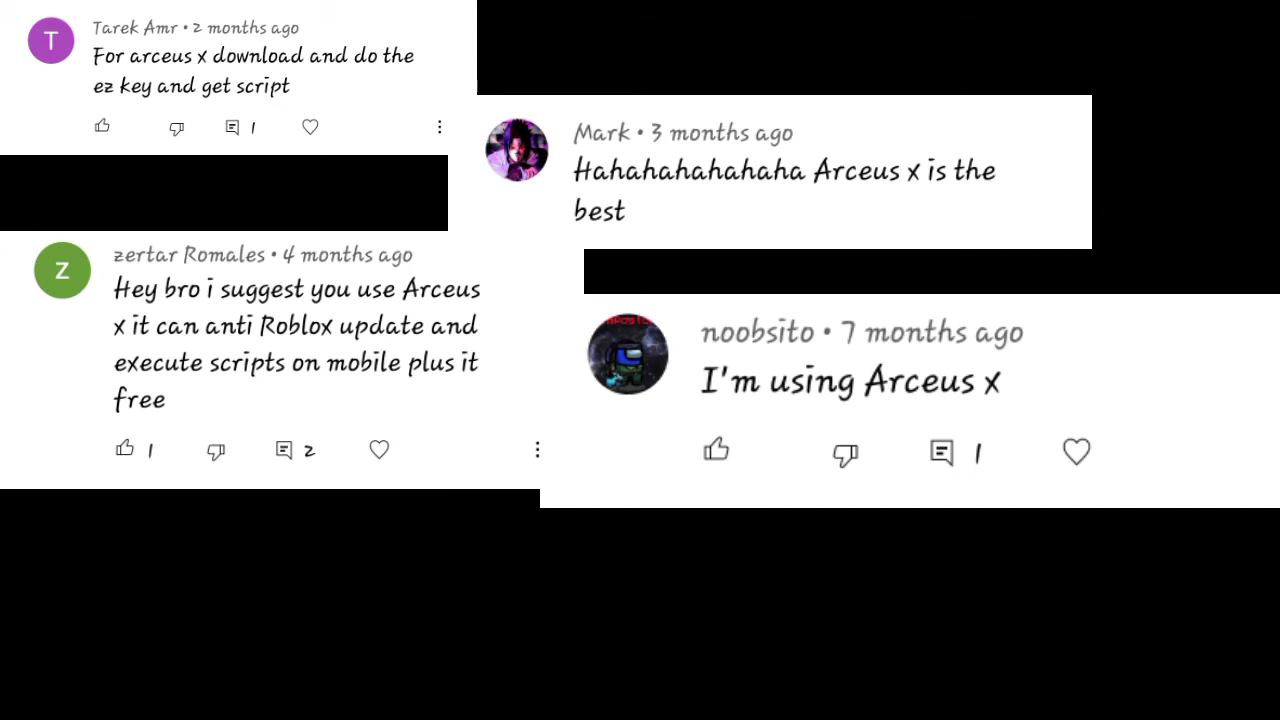 T
Tarek Amr • 2 months ago
For arceus x download and do the
ez key and get script
1
Mark • 3 months ago
Hahahahahahaha Arceus x is the
best
z
zertar Romales • 4 months ago
Hey bro i suggest you use Arceus
x it can anti Roblox update and
execute scripts on mobile plus it
free
1 2
noobsito • 7 months ago
I'm using Arceus x
1